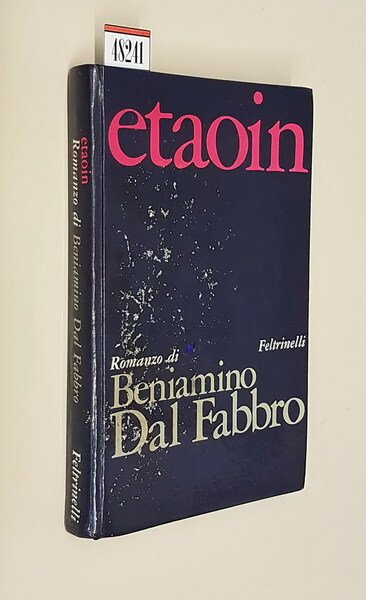 48241
etaoin
Romanzo di
Feltrinelli
Beniamino
Dal Fabbro
etaoin Romanzo di Beniamino Dal Fabbro Feltrinelli